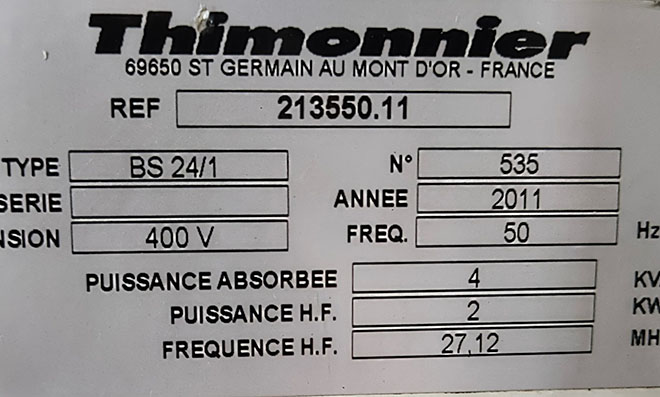 Thimonnier
69650 ST GERMAIN AU MONT D'OR - FRANCE
REF 213550.11
TYPE BS 24/1 N° 535
SERIE ANNEE 2011
NSION 400 V FREQ. 50 Hz
PUISSANCE ABSORBEE 4 KV
PUISSANCE H.F. 2 KW
FREQUENCE H.F. 27,12 MH